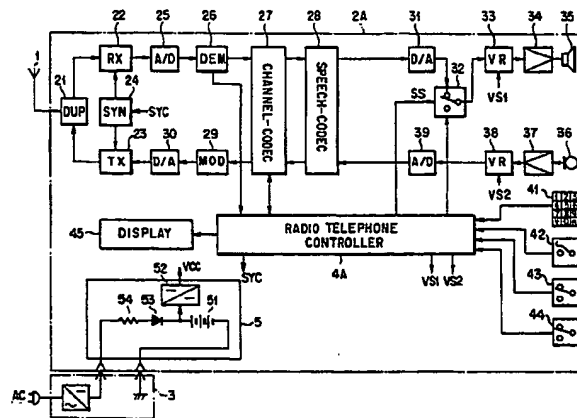 22 25 26 27 28 2A 31 33 34 35
1
RX A/D DEM CHANNEL-CODEC SPEECH-CODEC D/A VR
21 24 32
DUP SYN SYC SS VS1
23 30 29 39 38 37 36
TX D/A MOD A/D VR
VS2
41
45
DISPLAY RADIO TELEPHONE CONTROLLER 42
4A
VCC SYC VS1 VS2 43
52
54 53 51 5 44
AC 3